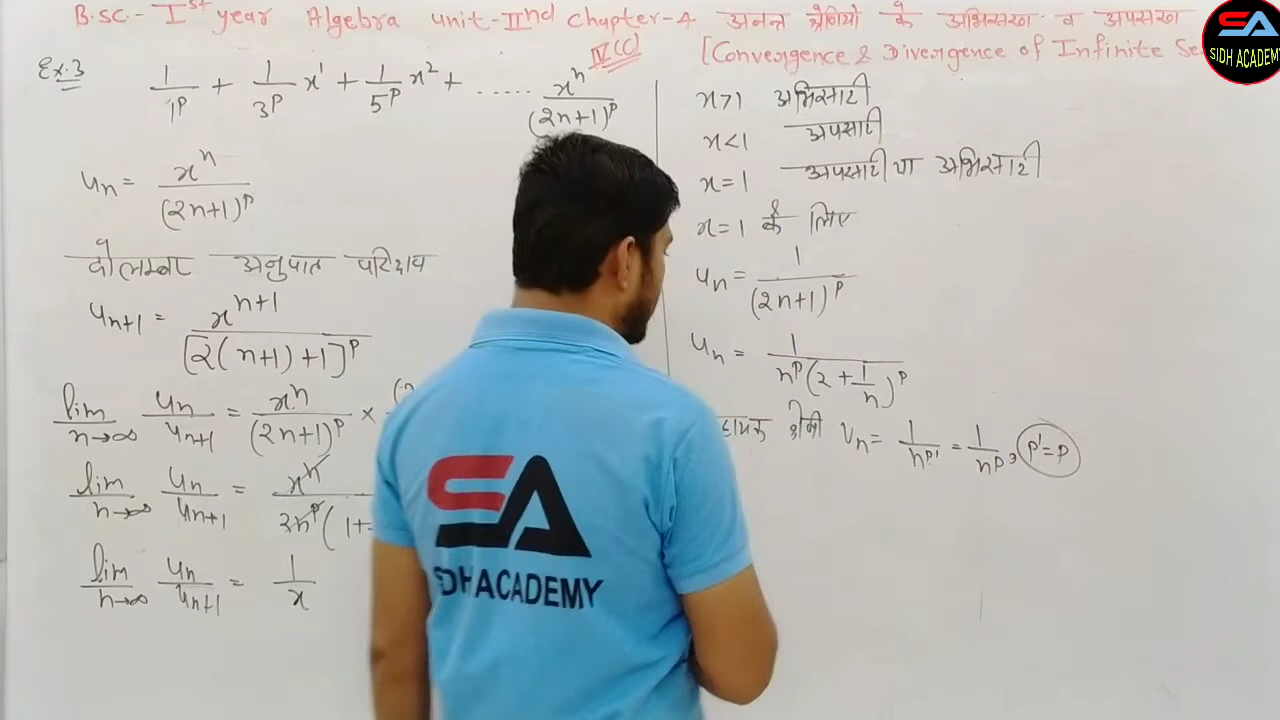 B.sc.- Ist year Algebra unit-IInd chapter-4 अनन्त श्रेणियो के अभिसरण व अपसरण
IV(C) [Convergence & Divergence of Infinite Se
SA
SIDH ACADEMY
Ex.3 1/1^p + 1/3^p x^1 + 1/5^p x^2 + ...... x^n/(2n+1)^p
u_n = x^n/(2n+1)^p
अनुपात
u_{n+1} = x^{n+1}/[2(n+1)+1]^p
lim n→∞ u_n/u_{n+1} = x^n/(2n+1)^p × (2
lim n→∞ u_n/u_{n+1} = x^n/2n^p(1+
lim n→∞ u_n/u_{n+1} = 1/x
x>1 अभिसारी
x<1 अपसारी
x=1 अपसारी या अभिसारी
x=1 के लिए
u_n = 1/(2n+1)^p
u_n = 1/n^p(2+1/n)^p
हायक श्रेणी V_n = 1/n^p' = 1/n^p, p'=p
SA
SIDH ACADEMY